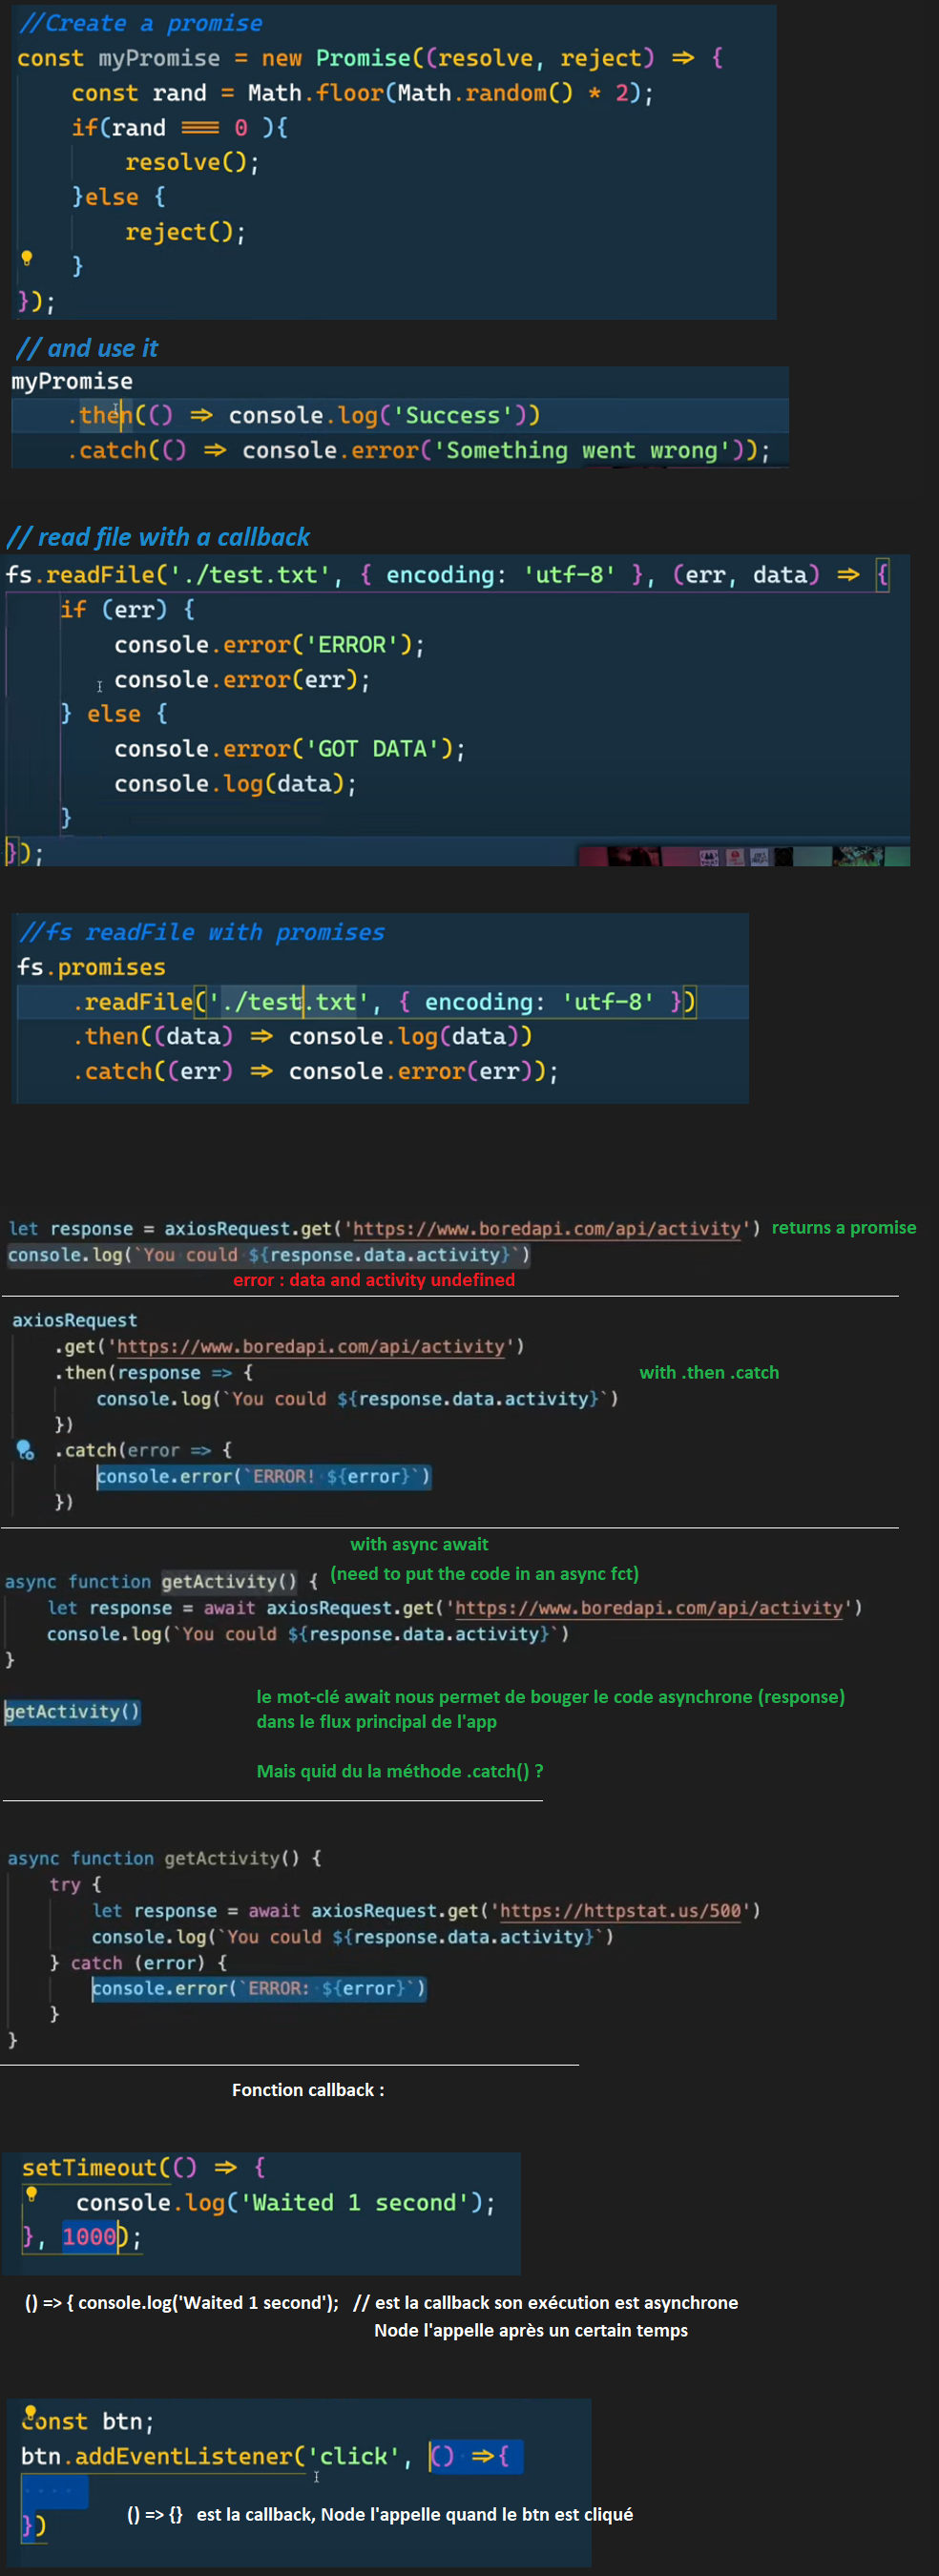 //Create a promise
const myPromise = new Promise((resolve, reject) => {
    const rand = Math.floor(Math.random() * 2);
    if(rand === 0 ){
        resolve();
    }else {
        reject();
    }
});
// and use it
myPromise
    .then(() => console.log('Success'))
    .catch(() => console.error('Something went wrong'));
// read file with a callback
fs.readFile('./test.txt', { encoding: 'utf-8' }, (err, data) => {
    if (err) {
        console.error('ERROR');
        console.error(err);
    } else {
        console.error('GOT DATA');
        console.log(data);
    }
});
//fs readFile with promises
fs.promises
    .readFile('./test.txt', { encoding: 'utf-8' })
    .then((data) => console.log(data))
    .catch((err) => console.error(err));
let response = axiosRequest.get('https://www.boredapi.com/api/activity') returns a promise
console.log(`You could ${response.data.activity}`)
error : data and activity undefined
axiosRequest
    .get('https://www.boredapi.com/api/activity')
    .then(response => { with .then .catch
        console.log(`You could ${response.data.activity}`)
    })
    .catch(error => {
        console.error(`ERROR! ${error}`)
    })
with async await
async function getActivity() { (need to put the code in an async fct)
    let response = await axiosRequest.get('https://www.boredapi.com/api/activity')
    console.log(`You could ${response.data.activity}`)
}
getActivity() le mot-clé await nous permet de bouger le code asynchrone (response)
dans le flux principal de l'app
Mais quid du la méthode .catch() ?
async function getActivity() {
    try {
        let response = await axiosRequest.get('https://httpstat.us/500')
        console.log(`You could ${response.data.activity}`)
    } catch (error) {
        console.error(`ERROR: ${error}`)
    }
}
Fonction callback :
setTimeout(() => {
    console.log('Waited 1 second');
}, 1000);
() => { console.log('Waited 1 second'); // est la callback son exécution est asynchrone
Node l'appelle après un certain temps
const btn;
btn.addEventListener('click', () =>{
() => {} est la callback, Node l'appelle quand le btn est cliqué
})